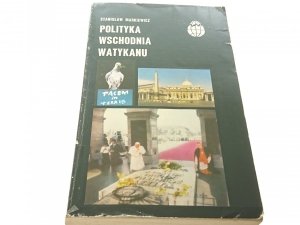 STANISŁAW MARKIEWICZ
POLITYKA
WSCHODNIA
WATYKANU
PACEM
in
TERRIS